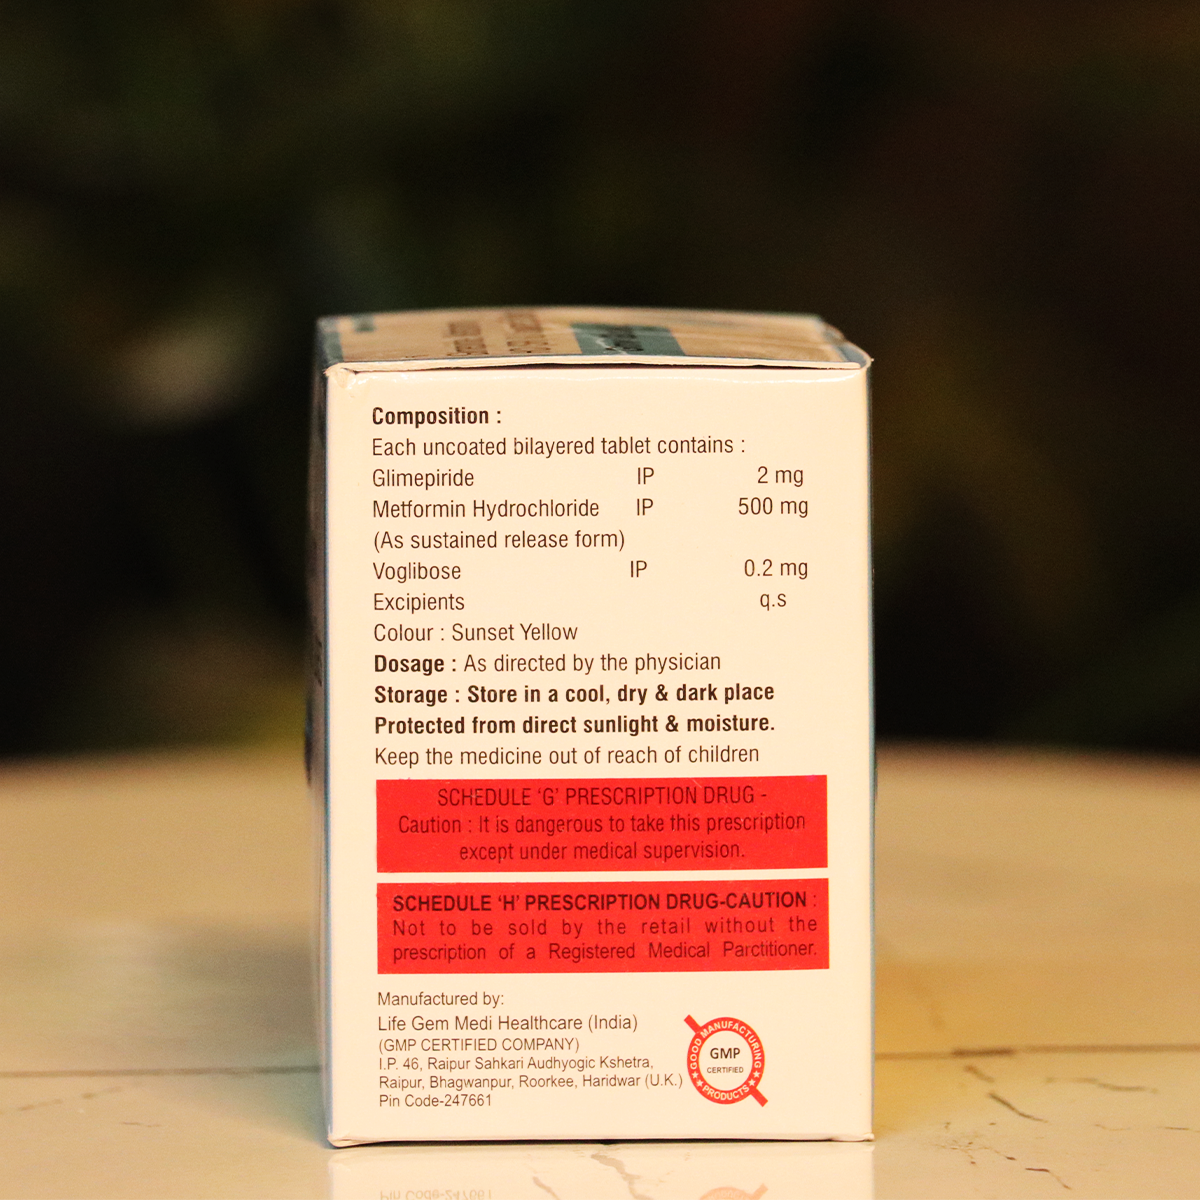 Composition :
Each uncoated bilayered tablet contains :
Glimepiride IP 2 mg
Metformin Hydrochloride IP 500 mg
(As sustained release form)
Voglibose IP 0.2 mg
Excipients q.s
Colour : Sunset Yellow
Dosage : As directed by the physician
Storage : Store in a cool, dry & dark place
Protected from direct sunlight & moisture.
Keep the medicine out of reach of children
SCHEDULE ‘G’ PRESCRIPTION DRUG -
Caution : It is dangerous to take this prescription
except under medical supervision.
SCHEDULE ‘H’ PRESCRIPTION DRUG-CAUTION :
Not to be sold by the retail without the
prescription of a Registered Medical Parctitioner.
Manufactured by:
Life Gem Medi Healthcare (India)
(GMP CERTIFIED COMPANY)
I.P. 46, Raipur Sahkari Audhyogic Kshetra,
Raipur, Bhagwanpur, Roorkee, Haridwar (U.K.)
Pin Code-247661
GOOD MANUFACTURING
GMP
CERTIFIED
PRODUCTS